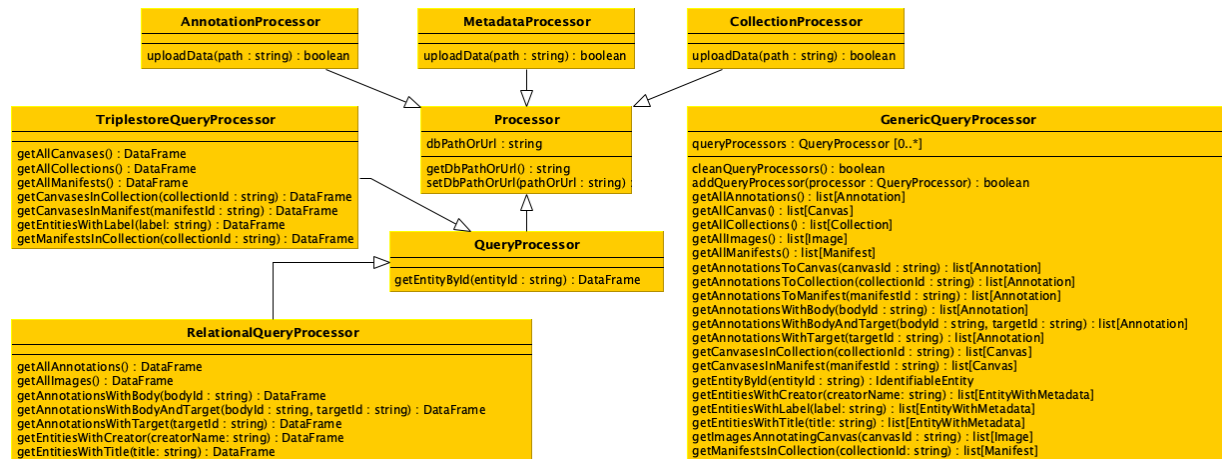 AnnotationProcessor
uploadData(path : string) : boolean
MetadataProcessor
uploadData(path : string) : boolean
CollectionProcessor
uploadData(path : string) : boolean
TriplestoreQueryProcessor
getAllCanvases() : DataFrame
getAllCollections() : DataFrame
getAllManifests() : DataFrame
getCanvasesInCollection(collectionId : string) : DataFrame
getCanvasesInManifest(manifestId : string) : DataFrame
getEntitiesWithLabel(label: string) : DataFrame
getManifestsInCollection(collectionId : string) : DataFrame
Processor
dbPathOrUrl : string
getDbPathOrUrl() : string
setDbPathOrUrl(pathOrUrl : string) :
QueryProcessor
getEntityById(entityId : string) : DataFrame
RelationalQueryProcessor
getAllAnnotations() : DataFrame
getAllImages() : DataFrame
getAnnotationsWithBody(bodyId : string) : DataFrame
getAnnotationsWithBodyAndTarget(bodyId : string, targetId : string) : DataFrame
getAnnotationsWithTarget(targetId : string) : DataFrame
getEntitiesWithCreator(creatorName: string) : DataFrame
getEntitiesWithTitle(title: string) : DataFrame
GenericQueryProcessor
queryProcessors : QueryProcessor [0..*]
cleanQueryProcessors() : boolean
addQueryProcessor(processor : QueryProcessor) : boolean
getAllAnnotations() : list[Annotation]
getAllCanvas() : list[Canvas]
getAllCollections() : list[Collection]
getAllImages() : list[Image]
getAllManifests() : list[Manifest]
getAnnotationsToCanvas(canvasId : string) : list[Annotation]
getAnnotationsToCollection(collectionId : string) : list[Annotation]
getAnnotationsToManifest(manifestId : string) : list[Annotation]
getAnnotationsWithBody(bodyId : string) : list[Annotation]
getAnnotationsWithBodyAndTarget(bodyId : string, targetId : string) : list[Annotation]
getAnnotationsWithTarget(targetId : string) : list[Annotation]
getCanvasesInCollection(collectionId : string) : list[Canvas]
getCanvasesInManifest(manifestId : string) : list[Canvas]
getEntityById(entityId : string) : IdentifiableEntity
getEntitiesWithCreator(creatorName: string) : list[EntityWithMetadata]
getEntitiesWithLabel(label: string) : list[EntityWithMetadata]
getEntitiesWithTitle(title: string) : list[EntityWithMetadata]
getImagesAnnotatingCanvas(canvasId : string) : list[Image]
getManifestsInCollection(collectionId: string) : list[Manifest]